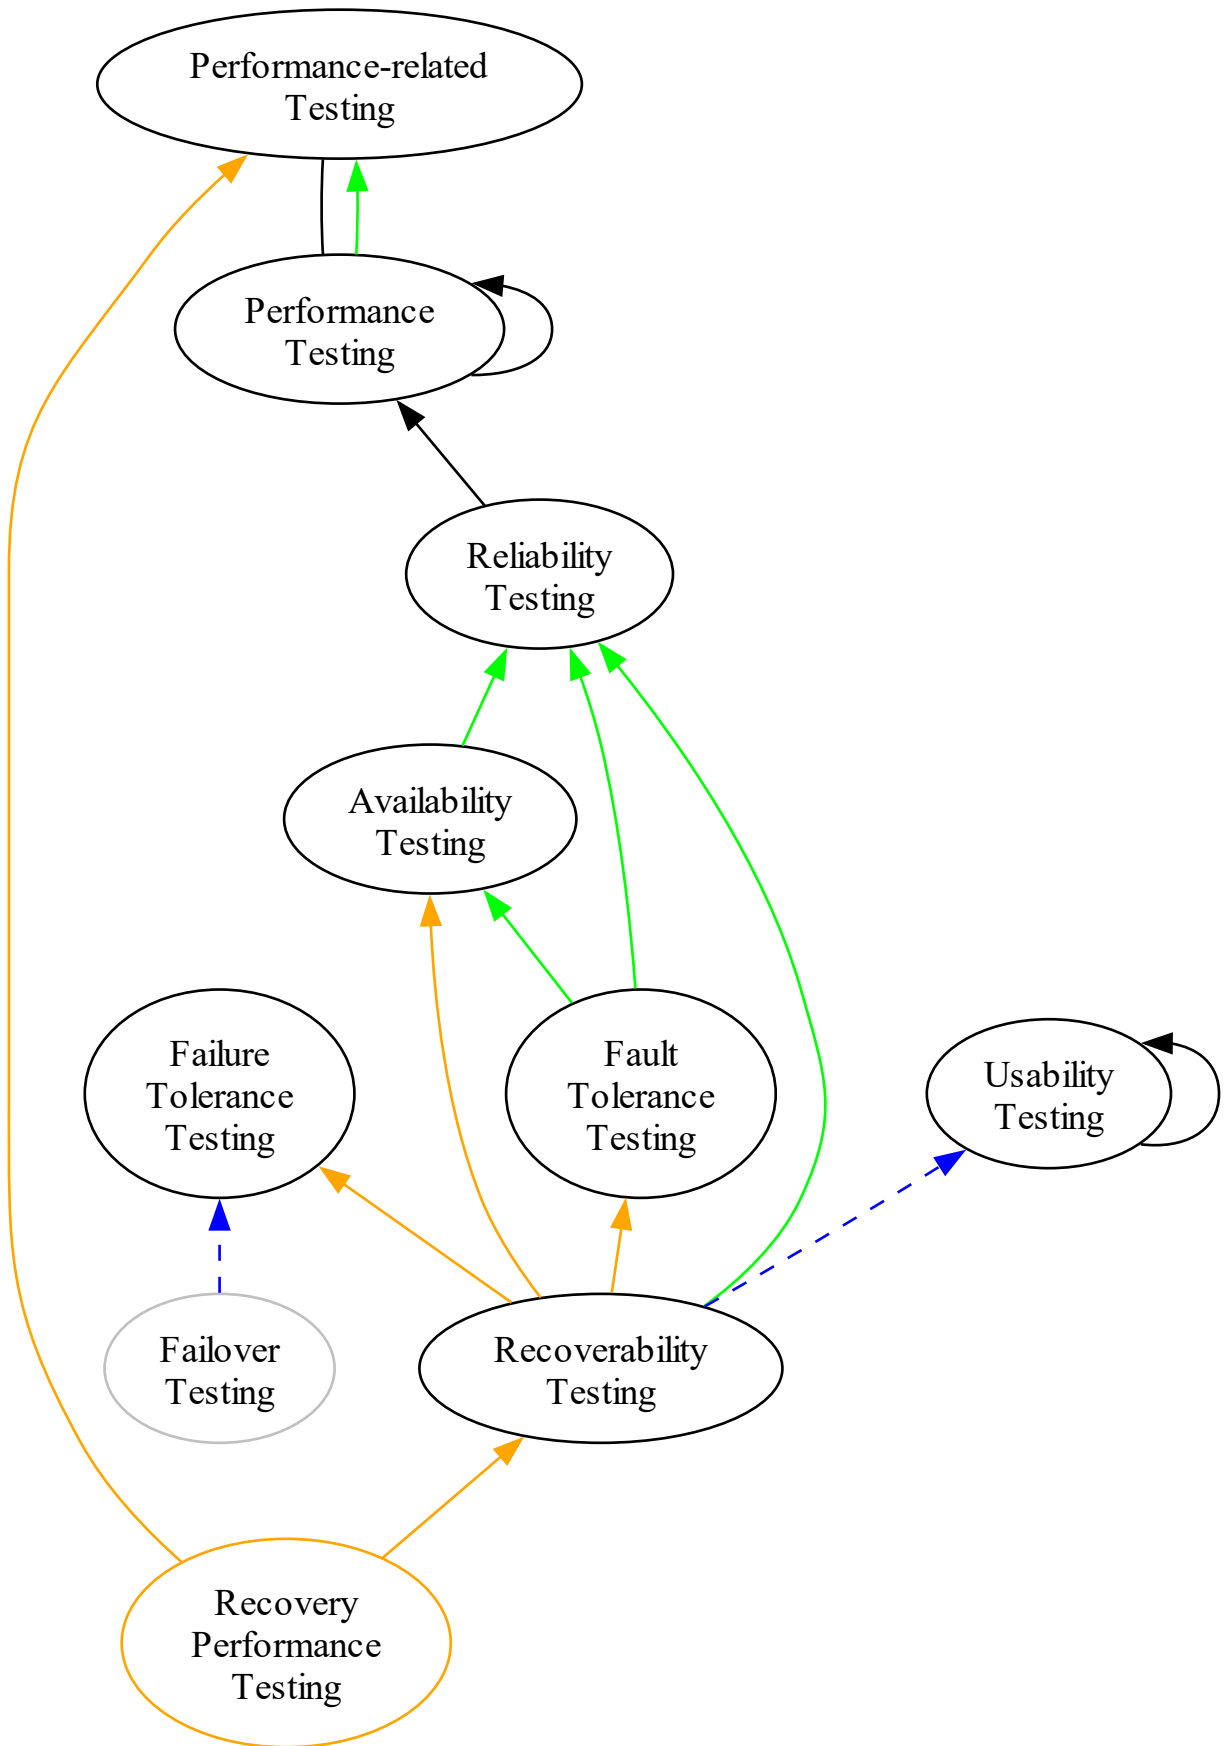 Performance-related
Testing
Performance
Testing
Reliability
Testing
Availability
Testing
Failure
Tolerance
Testing
Fault
Tolerance
Testing
Usability
Testing
Failover
Testing
Recoverability
Testing
Recovery
Performance
Testing